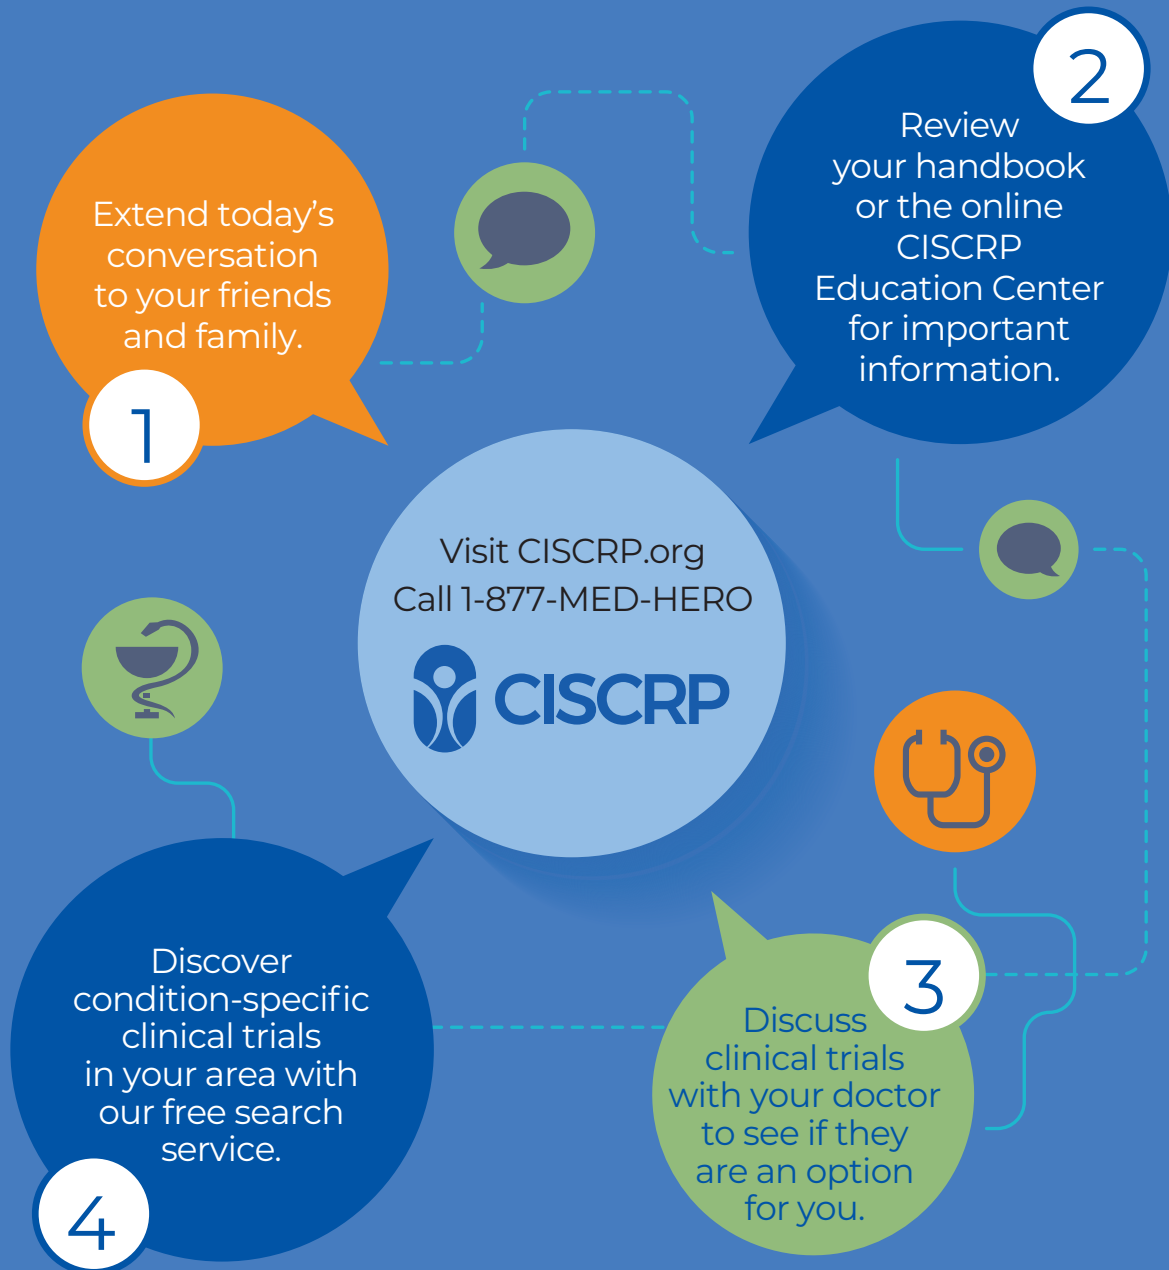 1
Extend today's
conversation
to your friends
and family.
2
Review
your handbook
or the online
CISCRP
Education Center
for important
information.
Visit CISCRP.org
Call 1-877-MED-HERO
CISCRP
3
Discuss
clinical trials
with your doctor
to see if they
are an option
for you.
4
Discover
condition-specific
clinical trials
in your area with
our free search
service.